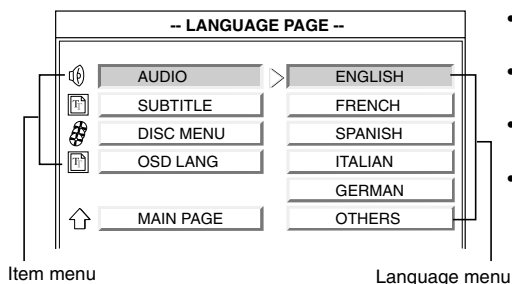 -- LANGUAGE PAGE --
AUDIO ENGLISH
SUBTITLE FRENCH
DISC MENU SPANISH
OSD LANG ITALIAN
GERMAN
MAIN PAGE OTHERS
Item menu Language menu